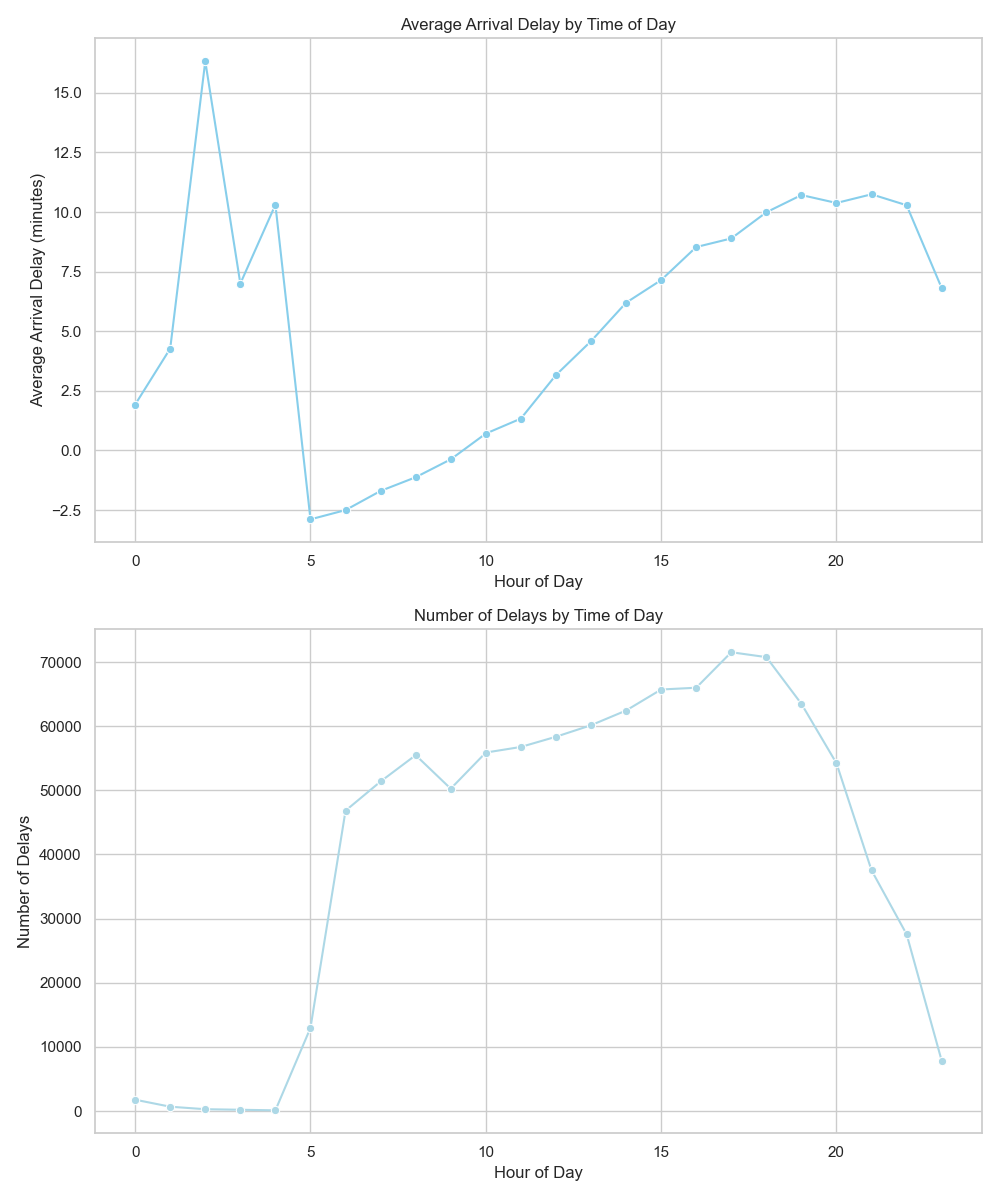 Average Arrival Delay by Time of Day
Average Arrival Delay (minutes)
15.0
12.5
10.0
7.5
5.0
2.5
0.0
−2.5
0 5 10 15 20
Hour of Day
Number of Delays by Time of Day
Number of Delays
70000
60000
50000
40000
30000
20000
10000
0
0 5 10 15 20
Hour of Day